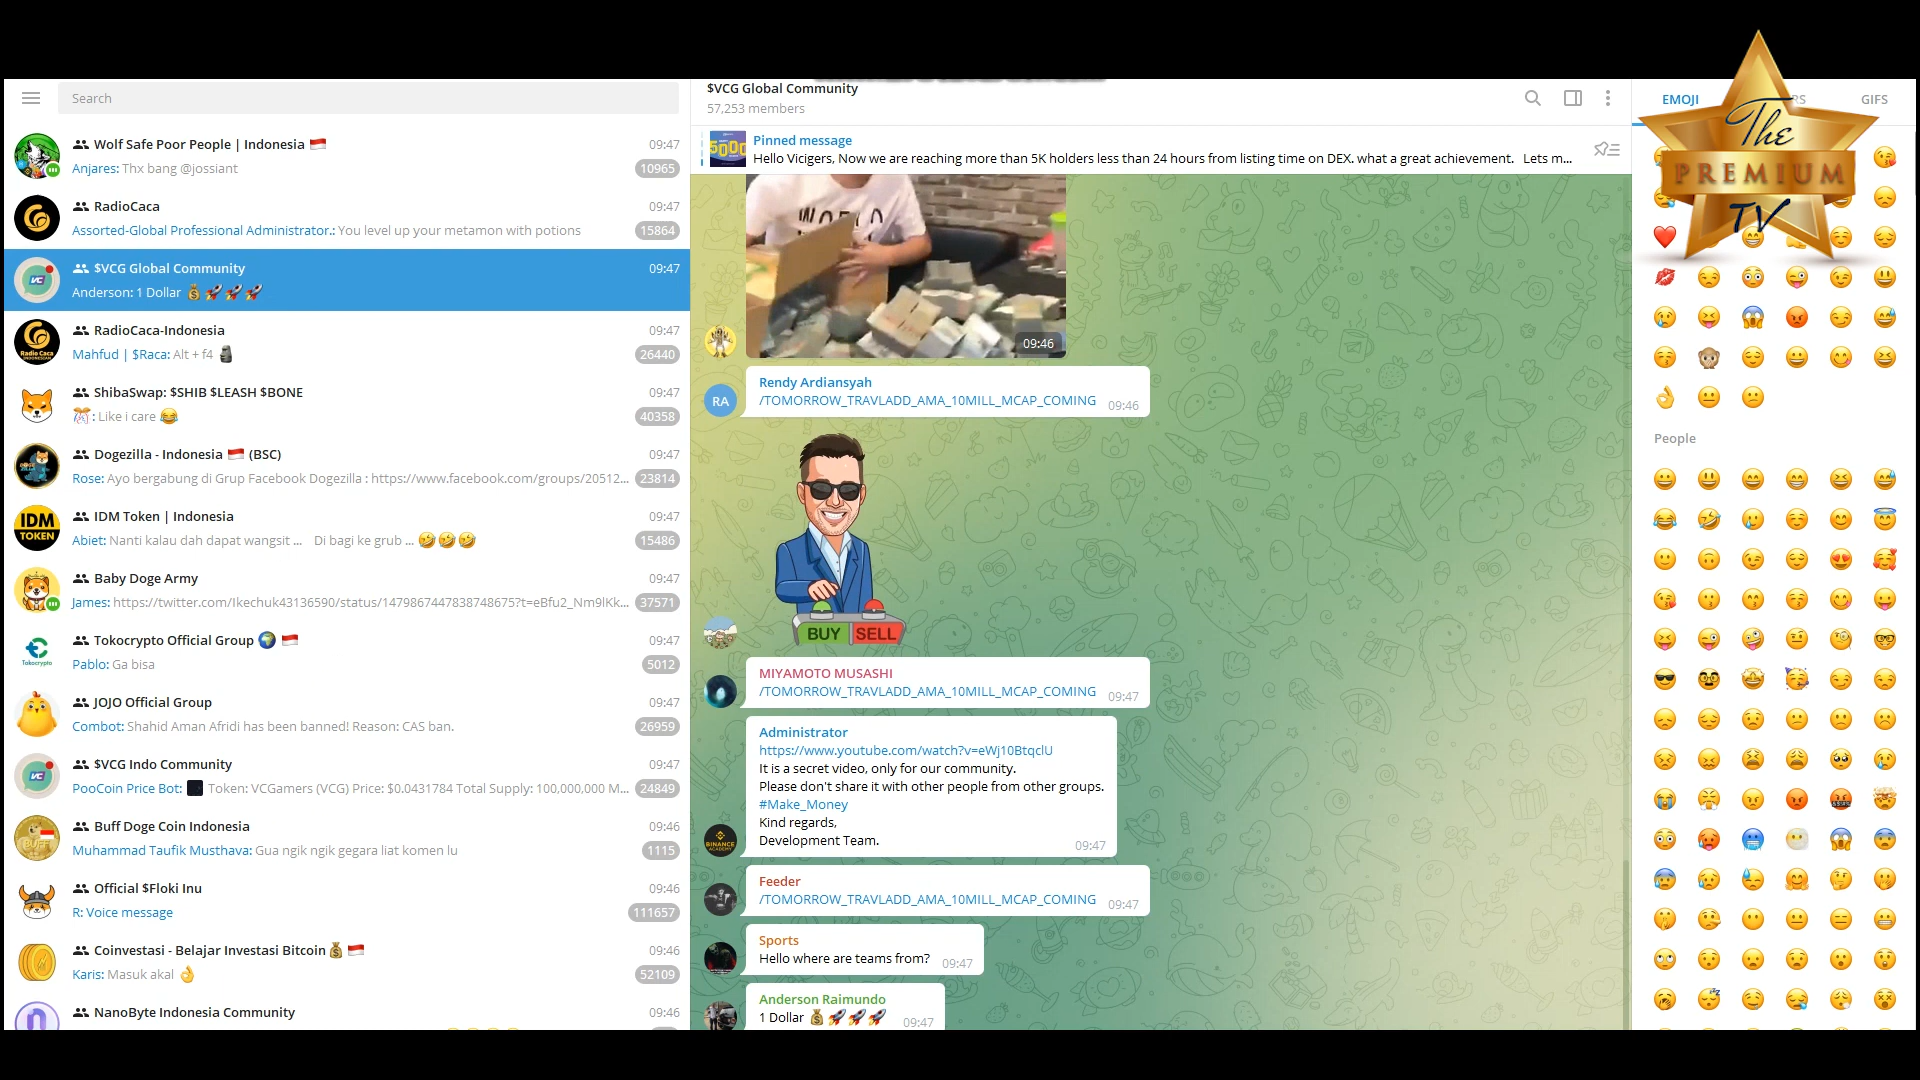 Search
Wolf Safe Poor People | Indonesia 🇮🇩
09:47
Anjares: Thx bang @jossiant
10965
RadioCaca
09:47
Assorted-Global Professional Administrator.: You level up your metamon with potions
15864
$VCG Global Community
09:47
Anderson: 1 Dollar 💰🚀🚀🚀
RadioCaca-Indonesia
09:47
Mahfud | $Raca: Alt + f4 🗿
26440
Radio Caca
ShibaSwap: $SHIB $LEASH $BONE
09:47
🎊: Like i care 😂
40358
Dogezilla - Indonesia 🇮🇩 (BSC)
09:47
Rose: Ayo bergabung di Grup Facebook Dogezilla : https://www.facebook.com/groups/20512...
23814
IDM TOKEN
IDM Token | Indonesia
09:47
Abiet: Nanti kalau dah dapat wangsit ... Di bagi ke grub ... 🤣🤣🤣
15486
Baby Doge Army
09:47
James: https://twitter.com/Ikechuk43136590/status/1479867447838748675?t=eBfu2_Nm9lKk...
37571
Tokocrypto
Tokocrypto Official Group 🌍 🇮🇩
09:47
Pablo: Ga bisa
5012
JOJO Official Group
09:47
Combot: Shahid Aman Afridi has been banned! Reason: CAS ban.
26959
$VCG Indo Community
09:47
PooCoin Price Bot: ⬛ Token: VCGamers (VCG) Price: $0.0431784 Total Supply: 100,000,000 M...
24849
Buff Doge Coin Indonesia
09:46
Muhammad Taufik Musthava: Gua ngik ngik gegara liat komen lu
1115
Official $Floki Inu
09:46
R: Voice message
111657
Coinvestasi - Belajar Investasi Bitcoin💰 🇮🇩
09:46
Karis: Masuk akal 👌
52109
NanoByte Indonesia Community
09:46
$VCG Global Community
57,253 members
Pinned message
5000
Hello Vicigers, Now we are reaching more than 5K holders less than 24 hours from listing time on DEX. what a great achievement. Lets m...
WORLD
09:46
RA
Rendy Ardiansyah
/TOMORROW_TRAVLADD_AMA_10MILL_MCAP_COMING
09:46
BUY SELL
MIYAMOTO MUSASHI
/TOMORROW_TRAVLADD_AMA_10MILL_MCAP_COMING
09:47
Administrator
https://www.youtube.com/watch?v=eWj10BtqclU
It is a secret video, only for our community.
Please don't share it with other people from other groups.
#Make_Money
Kind regards,
Development Team.
09:47
BINANCE
ACADEMY
Feeder
/TOMORROW_TRAVLADD_AMA_10MILL_MCAP_COMING
09:47
Sports
Hello where are teams from?
09:47
Anderson Raimundo
1 Dollar 💰🚀🚀🚀
09:47
EMOJI
GIFS
The
PREMIUM
TV
People